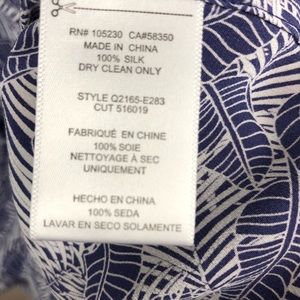 RN# 105230 CA#58350
MADE IN CHINA
100% SILK
DRY CLEAN ONLY
STYLE Q2165-E283
CUT 516019
FABRIQUÉ EN CHINE
100% SOIE
NETTOYAGE À SEC
UNIQUEMENT
HECHO EN CHINA
100% SEDA
LAVAR EN SECO SOLAMENTE